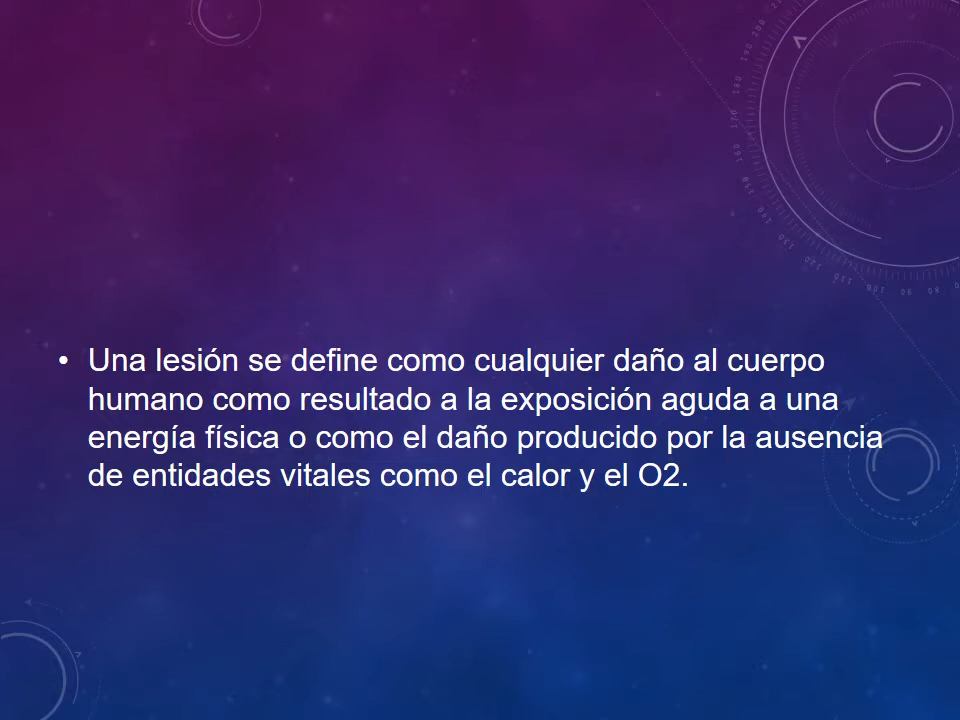 • Una lesión se define como cualquier daño al cuerpo
humano como resultado a la exposición aguda a una
energía física o como el daño producido por la ausencia
de entidades vitales como el calor y el O2.